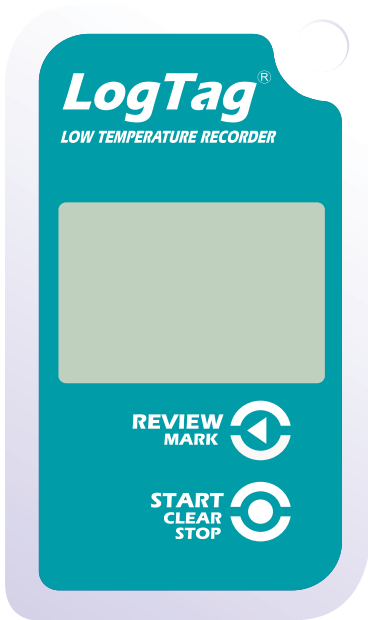 LogTag®
LOW TEMPERATURE RECORDER
REVIEW
MARK
START
CLEAR
STOP